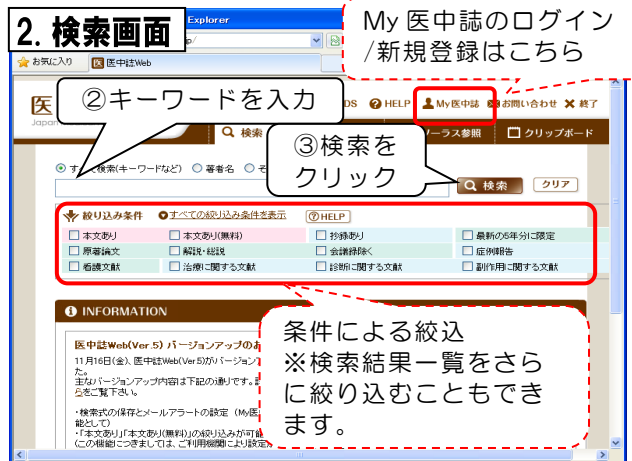 2. 検索画面
Explorer
My 医中誌のログイン
/新規登録はこちら
お気に入り
医中誌Web
②キーワードを入力
HELP
My医中誌
お問い合わせ
終了
検索
ーラス参照
クリップボード
③検索を
クリック
検索(キーワードなど)
著者名
検索
クリア
絞り込み条件
すべての絞り込み条件を表示
HELP
本文あり
本文あり(無料)
抄録あり
最新の5年分に限定
原著論文
解説・総説
会議録除く
症例報告
看護文献
治療に関する文献
診断に関する文献
副作用に関する文献
INFORMATION
医中誌Web(Ver.5) バージョンアップのお
11月16日(金)、医中誌Web(Ver.5)がバージョン
た。
主なバージョンアップ内容は下記の通りです。
らをご覧下さい。
・検索式の保存とメールアラートの設定 (My医
能として)
・「本文あり」「本文あり(無料)」の絞り込みが可能
(この機能につきましては、ご利用機関により設定が
条件による絞込
※検索結果一覧をさら
に絞り込むこともでき
ます。